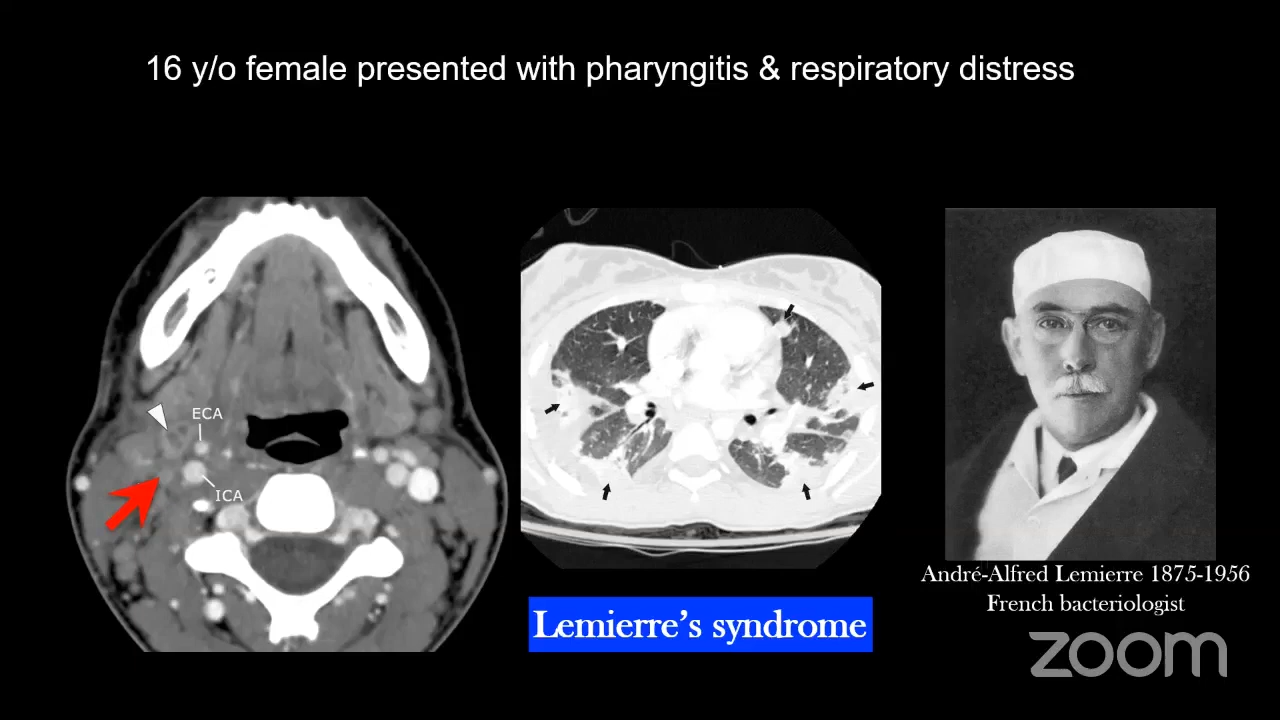 16 y/o female presented with pharyngitis & respiratory distress
ECA
ICA
Lemierre’s syndrome
André-Alfred Lemierre 1875-1956
French bacteriologist
zoom